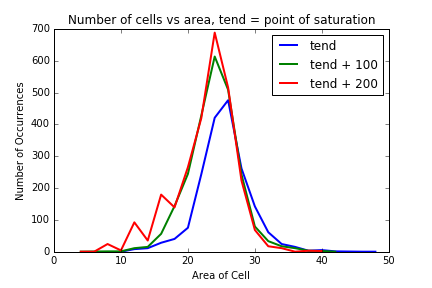 Number of cells vs area, tend = point of saturation
700
600
500
400
300
200
100
0
Number of Occurrences
tend
tend + 100
tend + 200
0 10 20 30 40 50
Area of Cell